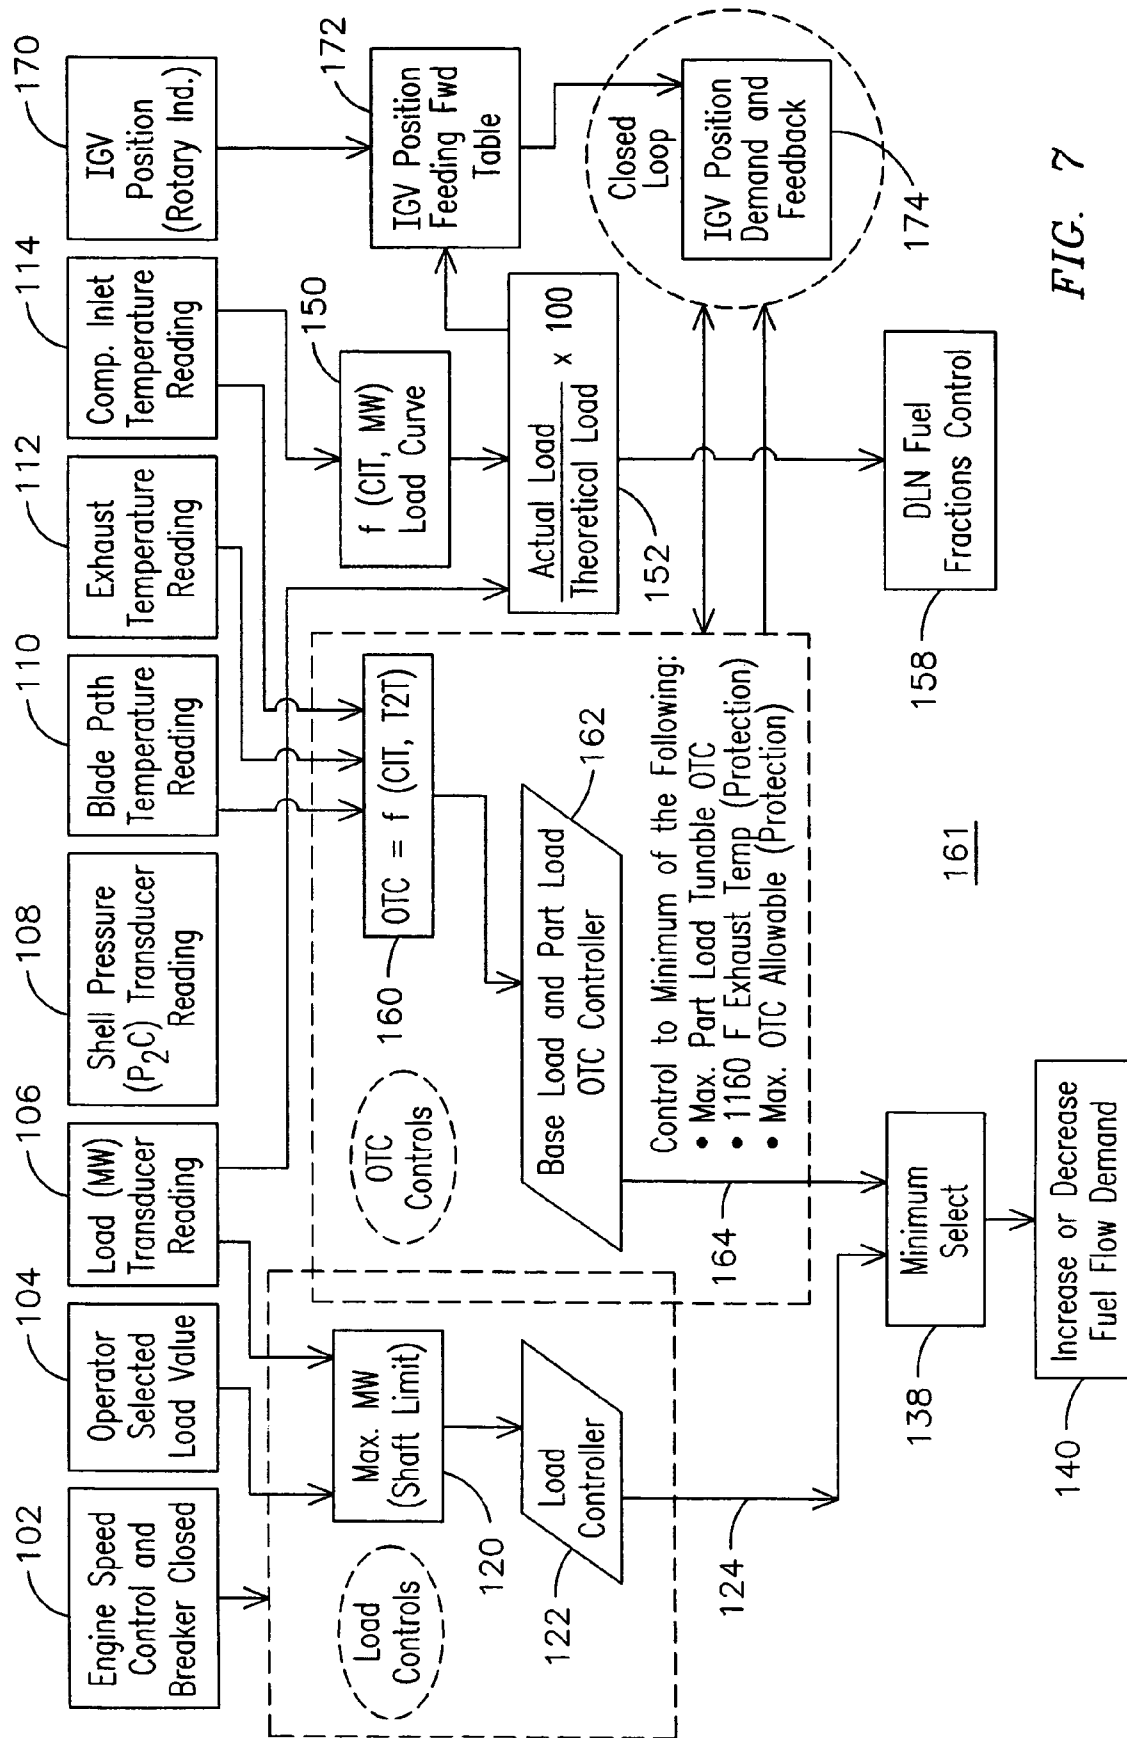 102
Engine Speed
Control and
Breaker Closed
104
Operator
Selected
Load Value
106
Load (MW)
Transducer
Reading
108
Shell Pressure
(P2C) Transducer
Reading
110
Blade Path
Temperature
Reading
112
Exhaust
Temperature
Reading
114
Comp. Inlet
Temperature
Reading
170
IGV
Position
(Rotary Ind.)
Load
Controls
Max. MW
(Shaft Limit)
120
Load
Controller
122
124
OTC
Controls
OTC = f (CIT, T2T)
160
Base Load and Part Load
OTC Controller
162
Control to Minimum of the Following:
• Max. Part Load Tunable OTC
• 1160 F Exhaust Temp (Protection)
• Max. OTC Allowable (Protection)
164
f (CIT, MW)
Load Curve
150
Actual Load
Theoretical Load
x 100
152
IGV Position
Feeding Fwd
Table
172
Closed
Loop
IGV Position
Demand and
Feedback
174
Minimum
Select
138
Increase or Decrease
Fuel Flow Demand
140
DLN Fuel
Fractions Control
158
161
FIG. 7